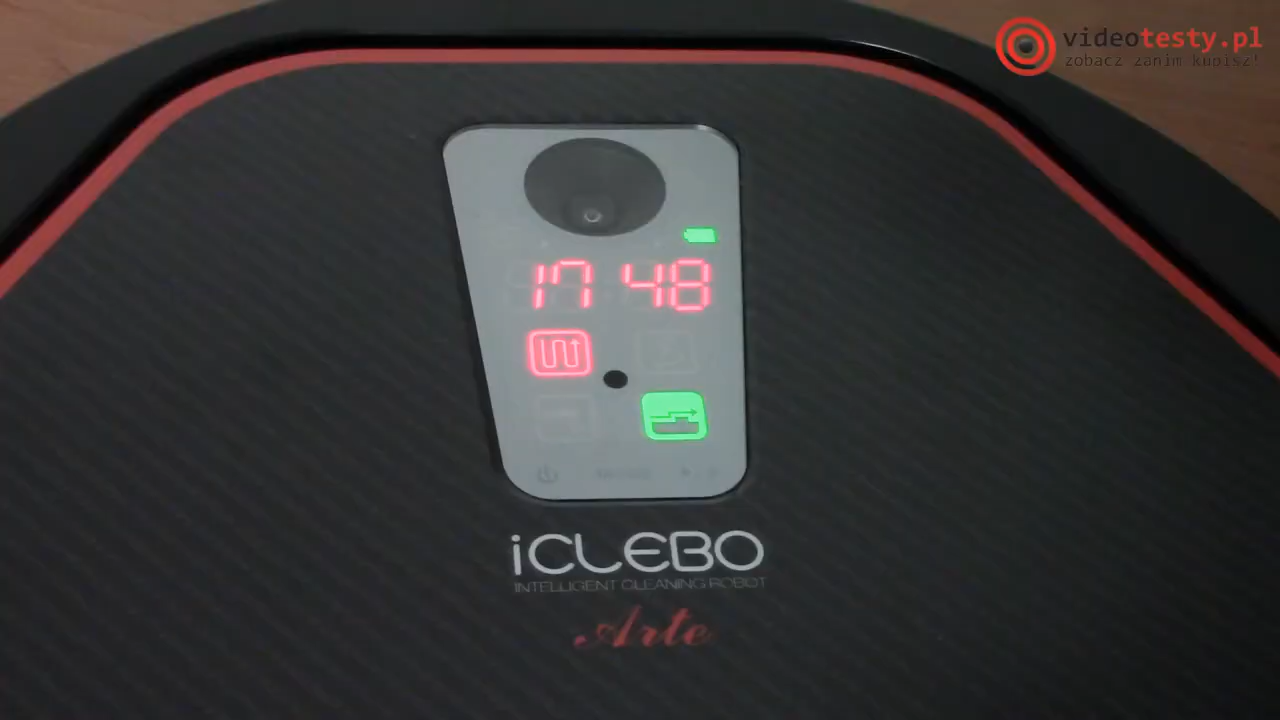 videotesty.pl
zobacz zanim kupisz!
17 48
iCLEBO
INTELLIGENT CLEANING ROBOT
Arte